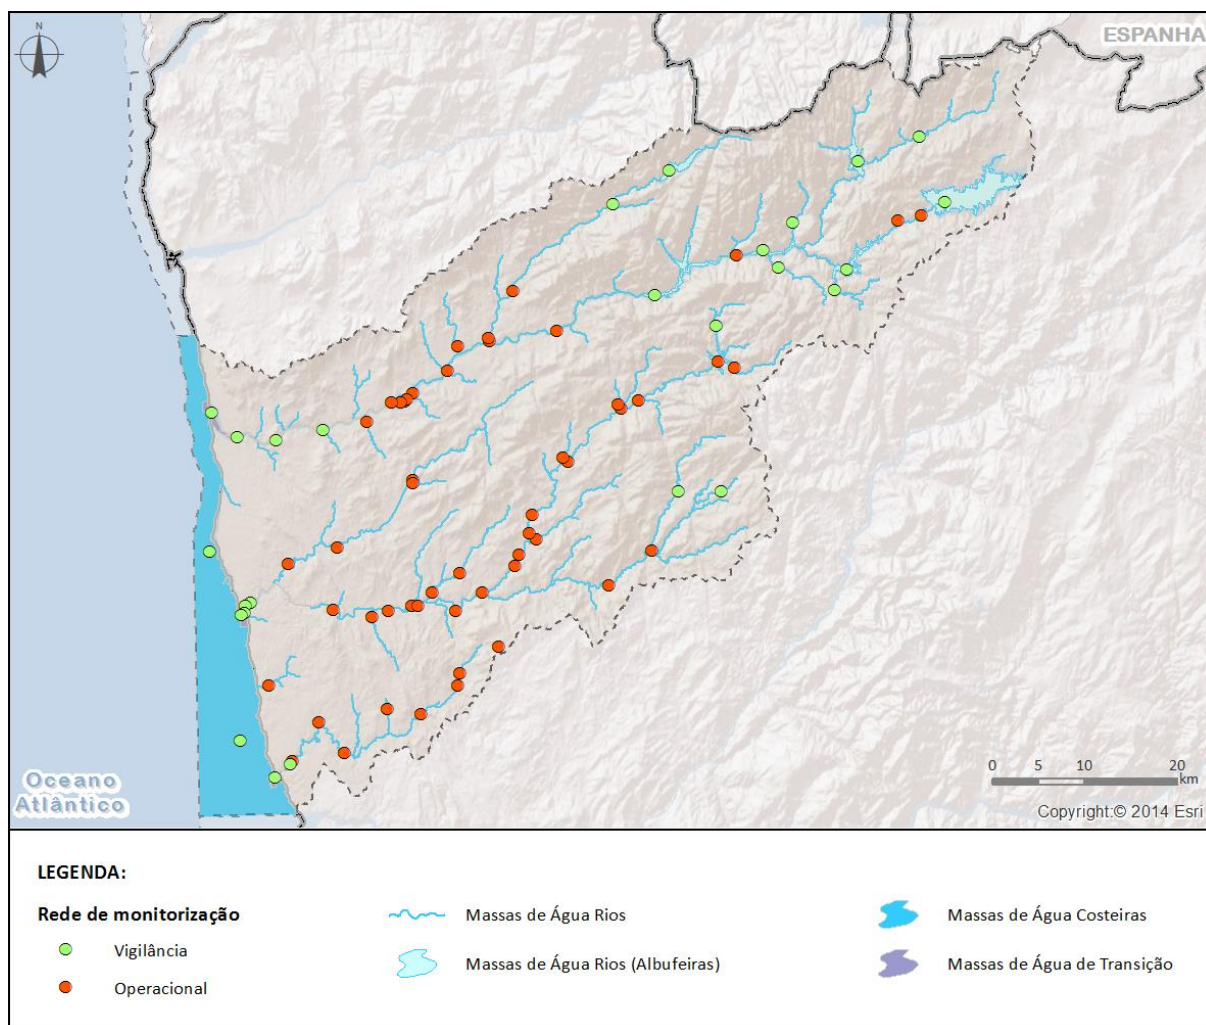 N
ESPANHA
Oceano
Atlântico
0 5 10 20
km
Copyright:© 2014 Esri
LEGENDA:
Rede de monitorização
Vigilância
Operacional
Massas de Água Rios
Massas de Água Rios (Albufeiras)
Massas de Água Costeiras
Massas de Água de Transição